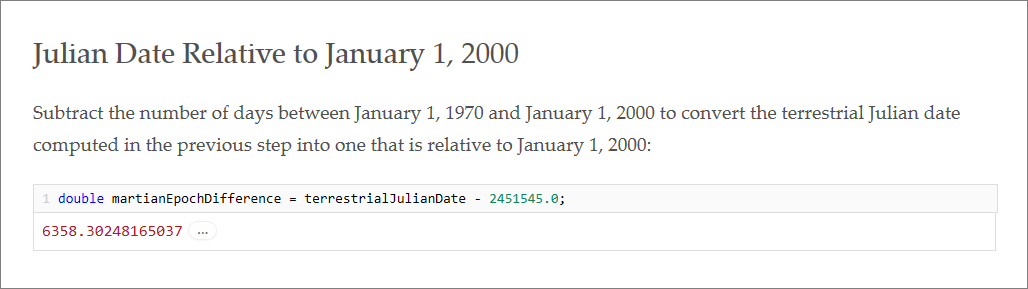 Julian Date Relative to January 1, 2000
Subtract the number of days between January 1, 1970 and January 1, 2000 to convert the terrestrial Julian date
computed in the previous step into one that is relative to January 1, 2000:
1 double martianEpochDifference = terrestrialJulianDate - 2451545.0;
6358.30248165037 ...